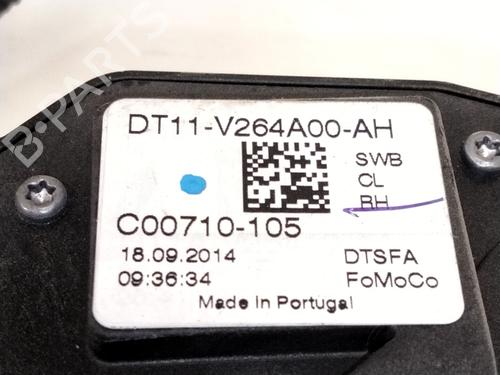 B-PARTS
DT11-V264A00-AH
SWB
CL
RH
C00710-105
18.09.2014
DTSFA
09:36:34
FoMoCo
Made in Portugal